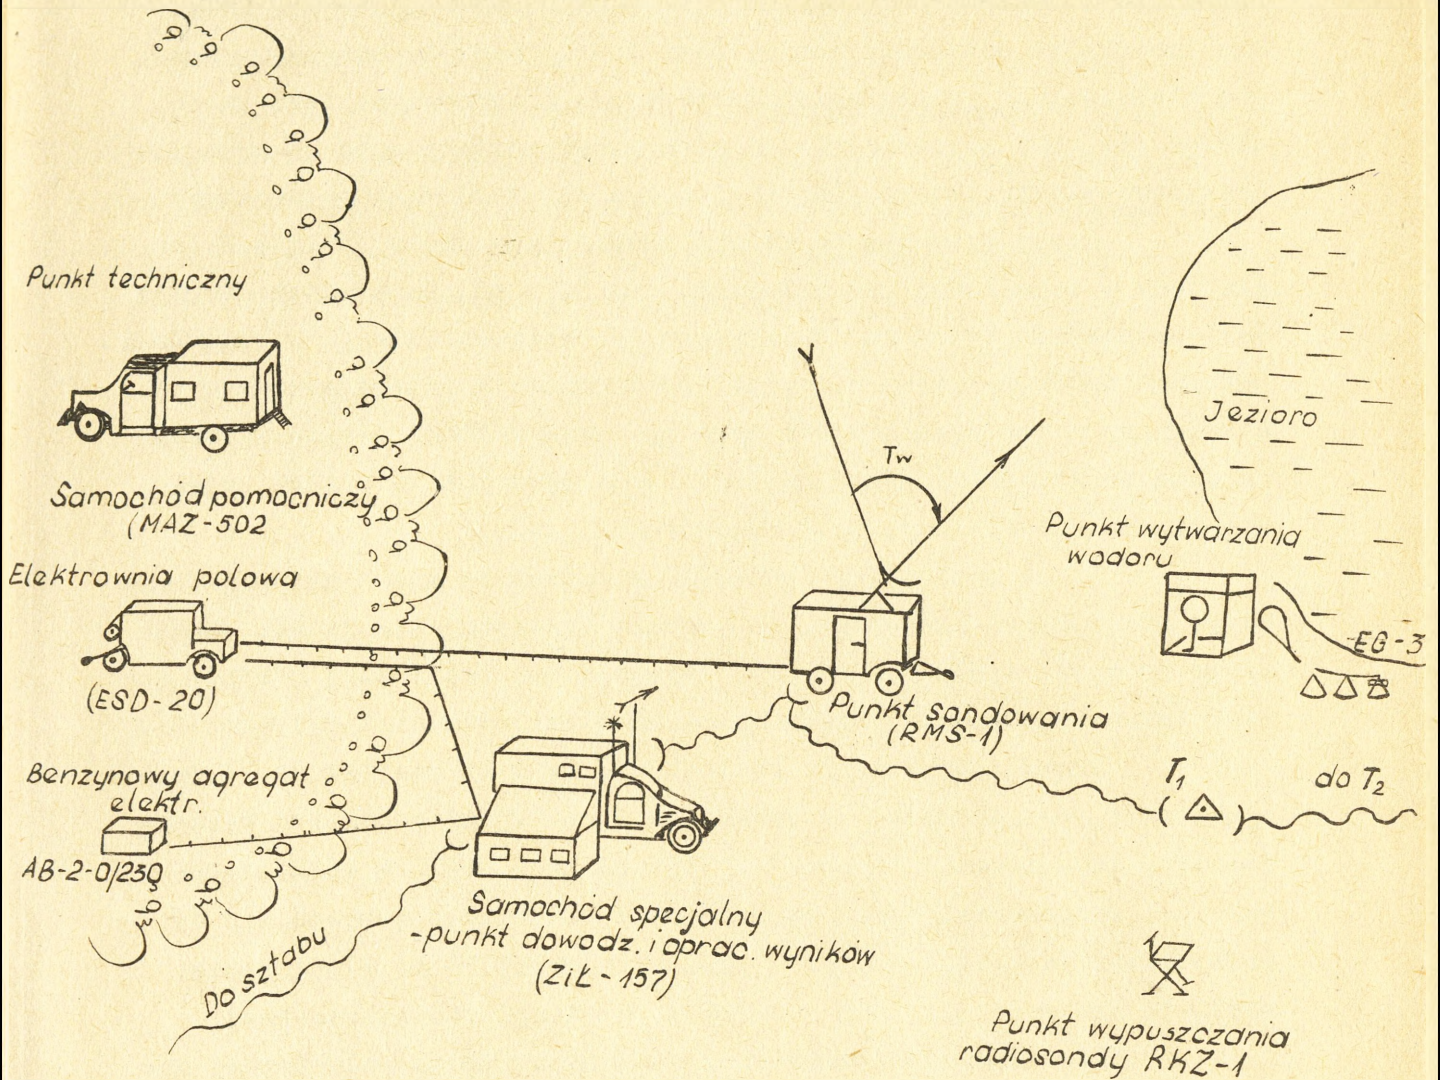 Punkt techniczny
Samochód pomocniczy
(MAZ-502
Elektrownia polowa
(ESD-20)
Benzynowy agregat
elektr.
AB-2-0/230
Do sztabu
Samochód specjalny
-punkt dowodz. i oprac. wyników
(ZiŁ-157)
Tw
Punkt sondowania
(RMS-1)
Jezioro
Punkt wytwarzania
wodoru
EG-3
T1
do T2
Punkt wypuszczania
radiosondy RKZ-1